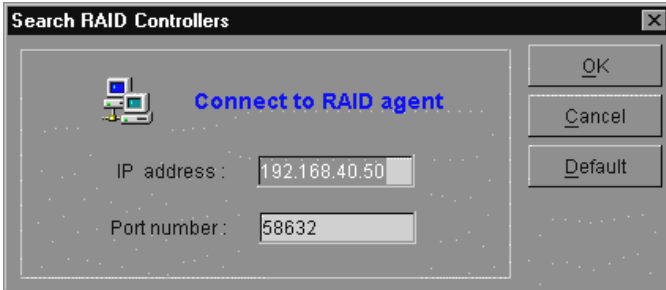 Search RAID Controllers
Connect to RAID agent
IP address :
192.168.40.50
Port number :
58632
OK
Cancel
Default